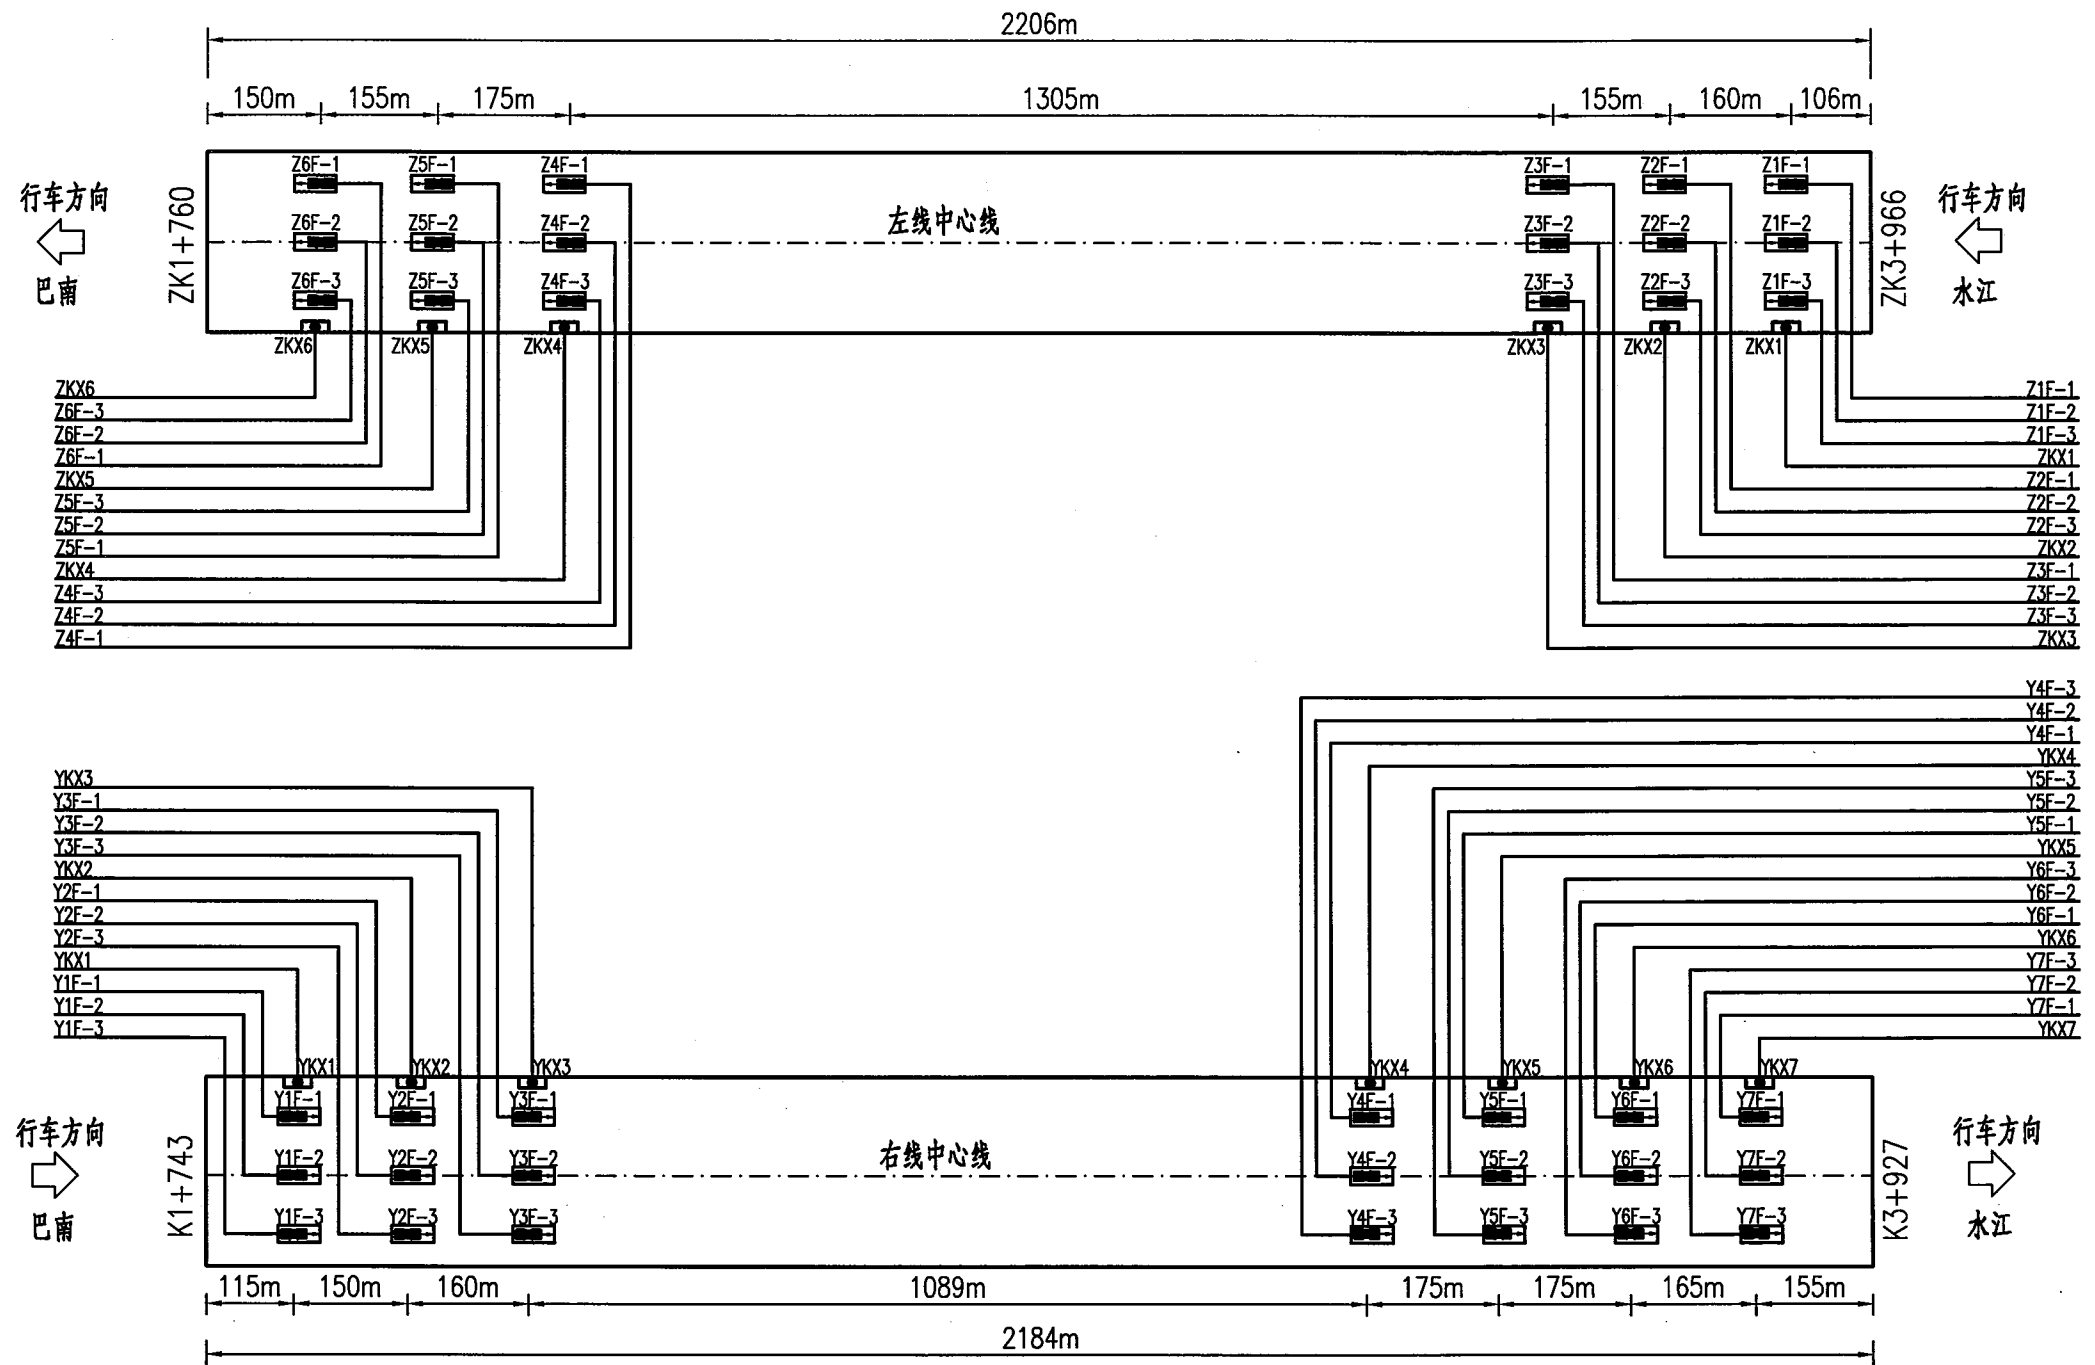 2206m
150m 155m 175m 1305m 155m 160m 106m
Z6F-1 Z5F-1 Z4F-1 Z3F-1 Z2F-1 Z1F-1
行车方向 ZK1+760 左线中心线 ZK3+966 行车方向
Z6F-2 Z5F-2 Z4F-2 Z3F-2 Z2F-2 Z1F-2
巴南 水江
Z6F-3 Z5F-3 Z4F-3 Z3F-3 Z2F-3 Z1F-3
ZKX6 ZKX5 ZKX4 ZKX3 ZKX2 ZKX1
ZKX6 Z1F-1
Z6F-3 Z1F-2
Z6F-2 Z1F-3
Z6F-1 ZKX1
ZKX5 Z2F-1
Z5F-3 Z2F-2
Z5F-2 Z2F-3
Z5F-1 ZKX2
ZKX4 Z3F-1
Z4F-3 Z3F-2
Z4F-2 Z3F-3
Z4F-1 ZKX3
Y4F-3
Y4F-2
Y4F-1
YKX4
YKX3 Y5F-3
Y3F-1 Y5F-2
Y3F-2 Y5F-1
Y3F-3 YKX5
YKX2 Y6F-3
Y2F-1 Y6F-2
Y2F-2 Y6F-1
Y2F-3 YKX6
YKX1 Y7F-3
Y1F-1 Y7F-2
Y1F-2 Y7F-1
Y1F-3 YKX7
YKX1 YKX2 YKX3 YKX4 YKX5 YKX6 YKX7
Y1F-1 Y2F-1 Y3F-1 Y4F-1 Y5F-1 Y6F-1 Y7F-1
行车方向 K1+743 右线中心线 K3+927 行车方向
Y1F-2 Y2F-2 Y3F-2 Y4F-2 Y5F-2 Y6F-2 Y7F-2
巴南 水江
Y1F-3 Y2F-3 Y3F-3 Y4F-3 Y5F-3 Y6F-3 Y7F-3
115m 150m 160m 1089m 175m 175m 165m 155m
2184m